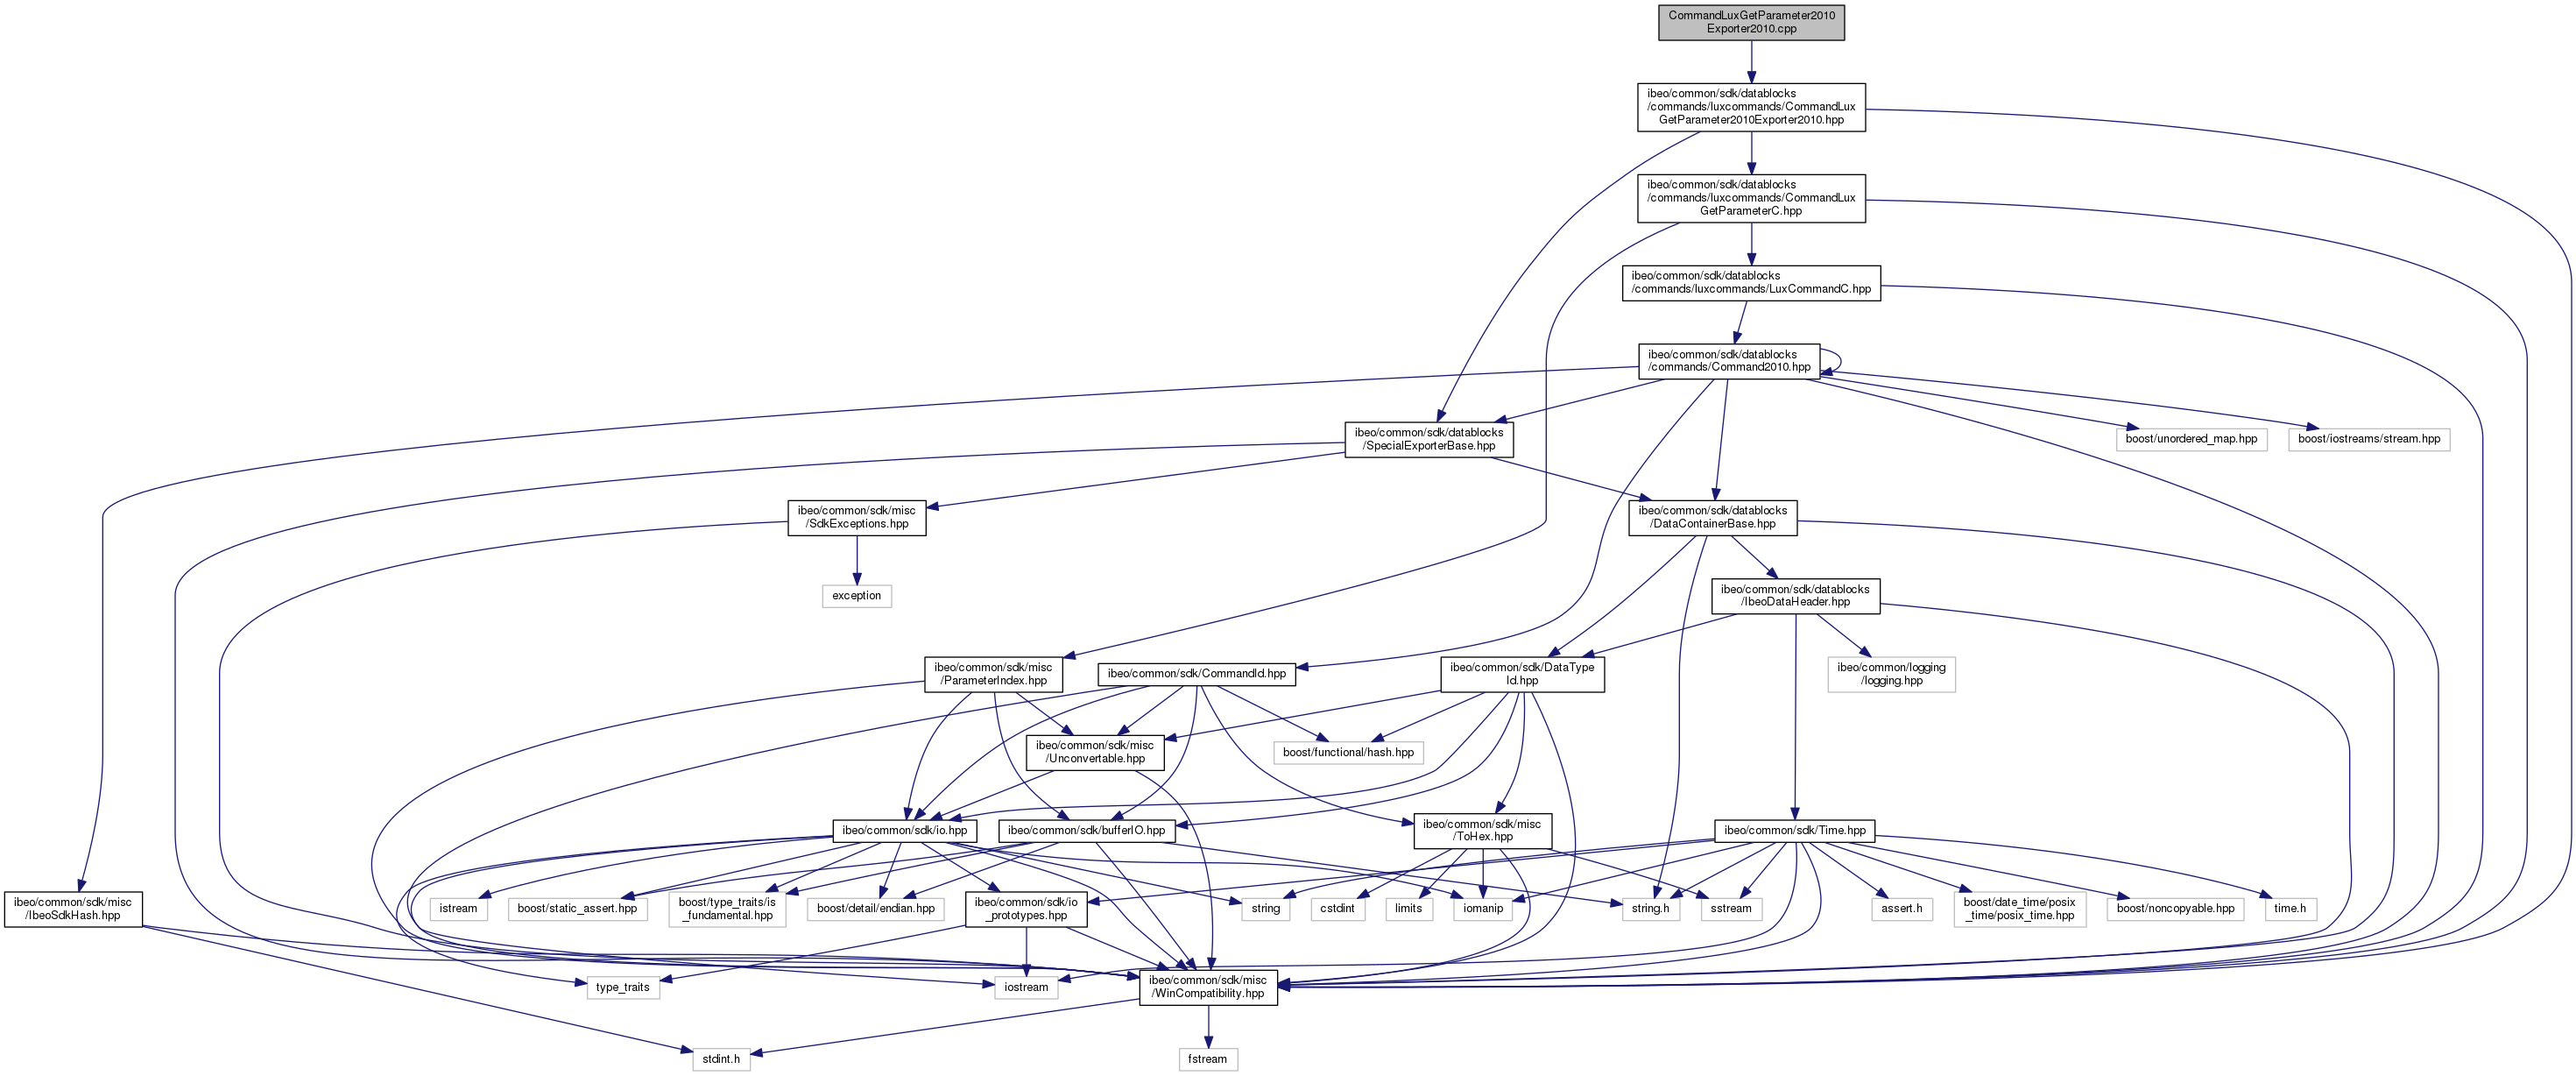 CommandLuxGetParameter2010
Exporter2010.cpp
ibeo/common/sdk/datablocks
/commands/luxcommands/CommandLux
GetParameter2010Exporter2010.hpp
ibeo/common/sdk/datablocks
/commands/luxcommands/CommandLux
GetParameterC.hpp
ibeo/common/sdk/datablocks
/commands/luxcommands/LuxCommandC.hpp
ibeo/common/sdk/datablocks
/commands/Command2010.hpp
ibeo/common/sdk/datablocks
/SpecialExporterBase.hpp
boost/unordered_map.hpp
boost/iostreams/stream.hpp
ibeo/common/sdk/misc
/SdkExceptions.hpp
ibeo/common/sdk/datablocks
/DataContainerBase.hpp
exception
ibeo/common/sdk/datablocks
/IbeoDataHeader.hpp
ibeo/common/sdk/misc
/ParameterIndex.hpp
ibeo/common/sdk/CommandId.hpp
ibeo/common/sdk/DataType
Id.hpp
ibeo/common/logging
/logging.hpp
ibeo/common/sdk/misc
/Unconvertable.hpp
boost/functional/hash.hpp
ibeo/common/sdk/io.hpp
ibeo/common/sdk/bufferIO.hpp
ibeo/common/sdk/misc
/ToHex.hpp
ibeo/common/sdk/Time.hpp
ibeo/common/sdk/misc
/IbeoSdkHash.hpp
istream
boost/static_assert.hpp
boost/type_traits/is
_fundamental.hpp
boost/detail/endian.hpp
ibeo/common/sdk/io
_prototypes.hpp
string
cstdint
limits
iomanip
string.h
sstream
assert.h
boost/date_time/posix
_time/posix_time.hpp
boost/noncopyable.hpp
time.h
type_traits
iostream
ibeo/common/sdk/misc
/WinCompatibility.hpp
stdint.h
fstream